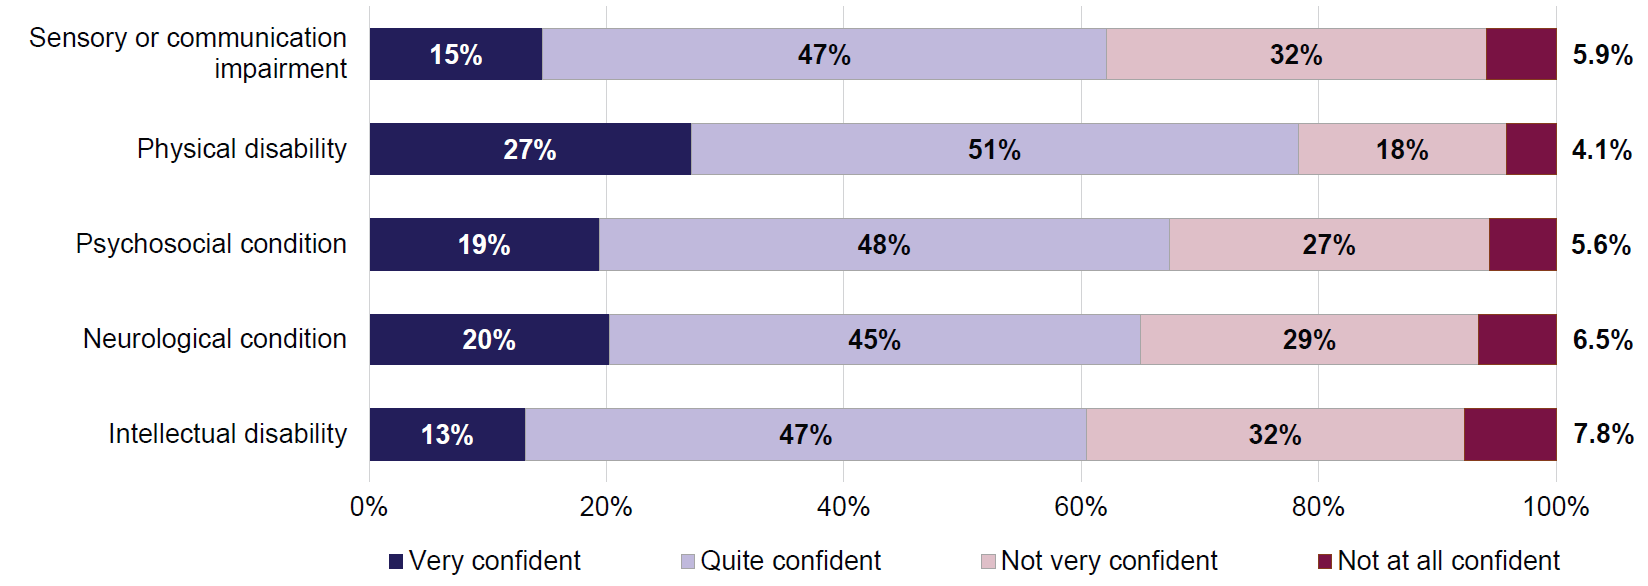 Sensory or communication
impairment
15% 47% 32% 5.9%
Physical disability 27% 51% 18% 4.1%
Psychosocial condition 19% 48% 27% 5.6%
Neurological condition 20% 45% 29% 6.5%
Intellectual disability 13% 47% 32% 7.8%
0% 20% 40% 60% 80% 100%
Very confident Quite confident Not very confident Not at all confident